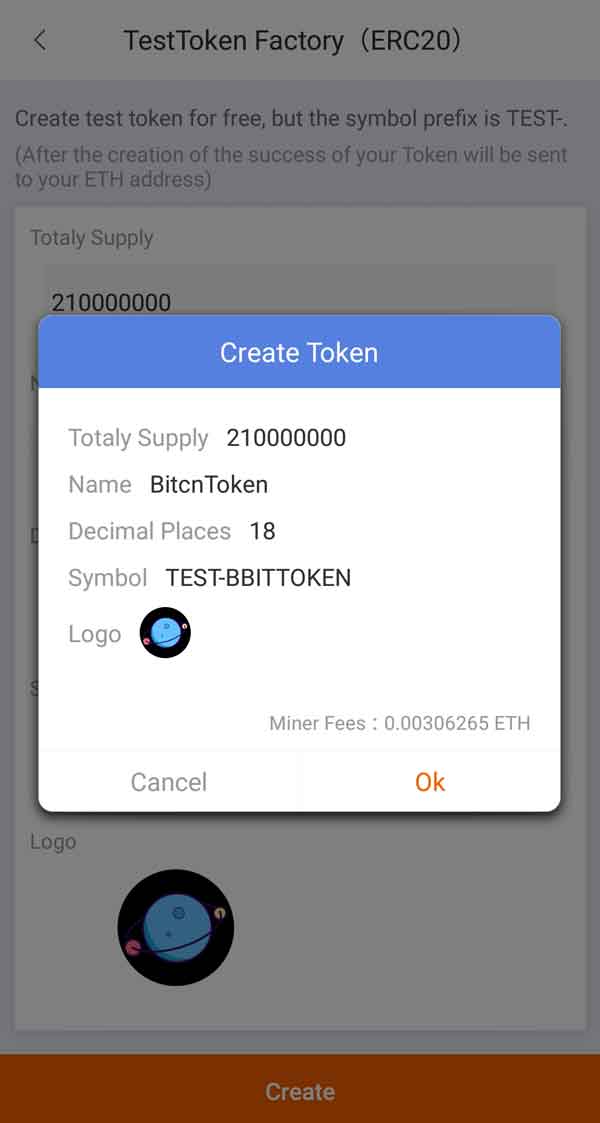 TestToken Factory（ERC20）
Create test token for free, but the symbol prefix is TEST-.
(After the creation of the success of your Token will be sent
to your ETH address)
Totaly Supply
210000000
Create Token
Totaly Supply 210000000
Name BitcnToken
Decimal Places 18
Symbol TEST-BBITTOKEN
Logo
Miner Fees：0.00306265 ETH
Cancel Ok
Logo
Create